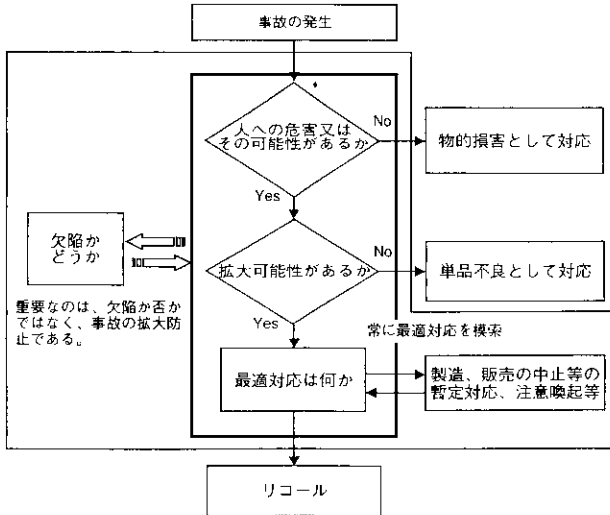 事故の発生
人への危害又は
その可能性があるか
No
物的損害として対応
Yes
欠陥か
どうか
拡大可能性があるか
No
単品不良として対応
重要なのは、欠陥か否か
ではなく、事故の拡大防
止である。
Yes
常に最適対応を模索
最適対応は何か
製造、販売の中止等の
暫定対応、注意喚起等
リコール